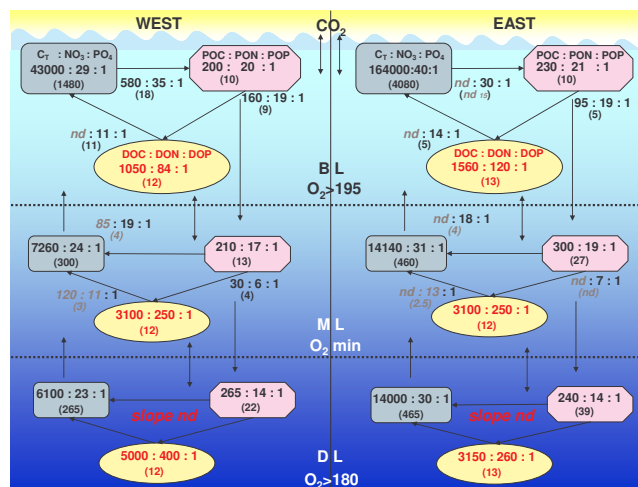 WEST
CO₂
EAST
C_T : NO₃ : PO₄
43000 : 29 : 1
(1480)
580 : 35 : 1
(18)
POC : PON : POP
200 : 20 : 1
(10)
160 : 19 : 1
(9)
nd : 11 : 1
(11)
DOC : DON : DOP
1050 : 84 : 1
(12)
C_T : NO₃ : PO₄
164000:40:1
(4080)
nd : 30 : 1
(nd 15)
POC : PON : POP
230 : 21 : 1
(10)
95 : 19 : 1
(5)
nd : 14 : 1
(5)
DOC : DON : DOP
1560 : 120 : 1
(13)
B L
O₂>195
85 : 19 : 1
(4)
7260 : 24 : 1
(300)
210 : 17 : 1
(13)
30 : 6 : 1
(4)
120 : 11 : 1
(3)
3100 : 250 : 1
(12)
nd : 18 : 1
(4)
14140 : 31 : 1
(460)
300 : 19 : 1
(27)
nd : 7 : 1
(nd)
nd : 13 : 1
(2.5)
3100 : 250 : 1
(12)
M L
O₂ min
6100 : 23 : 1
(265)
slope nd
265 : 14 : 1
(22)
5000 : 400 : 1
(12)
14000 : 30 : 1
(465)
slope nd
240 : 14 : 1
(39)
3150 : 260 : 1
(13)
D L
O₂>180